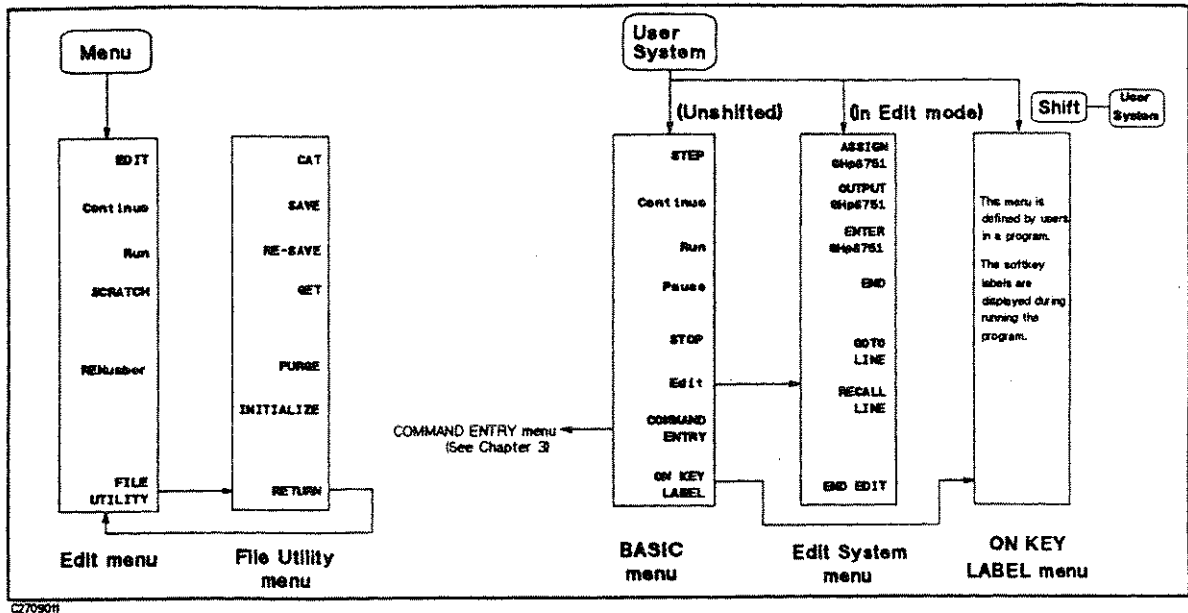 Menu
EDIT
Continue
Run
SCRATCH
RENumber
FILE
UTILITY
Edit menu
CAT
SAVE
RE-SAVE
GET
PURGE
INITIALIZE
RETURN
File Utility
menu
User
System
(Unshifted)
STEP
Continue
Run
Pause
STOP
Edit
COMMAND
ENTRY
ON KEY
LABEL
COMMAND ENTRY menu
(See Chapter 3)
BASIC
menu
(In Edit mode)
ASSIGN
@Hp8751
OUTPUT
@Hp8751
ENTER
@Hp8751
END
GOTO
LINE
RECALL
LINE
END EDIT
Edit System
menu
Shift
User
System
This menu is
defined by users
in a program.
The softkey
labels are
displayed during
running the
program.
ON KEY
LABEL menu
C2709011